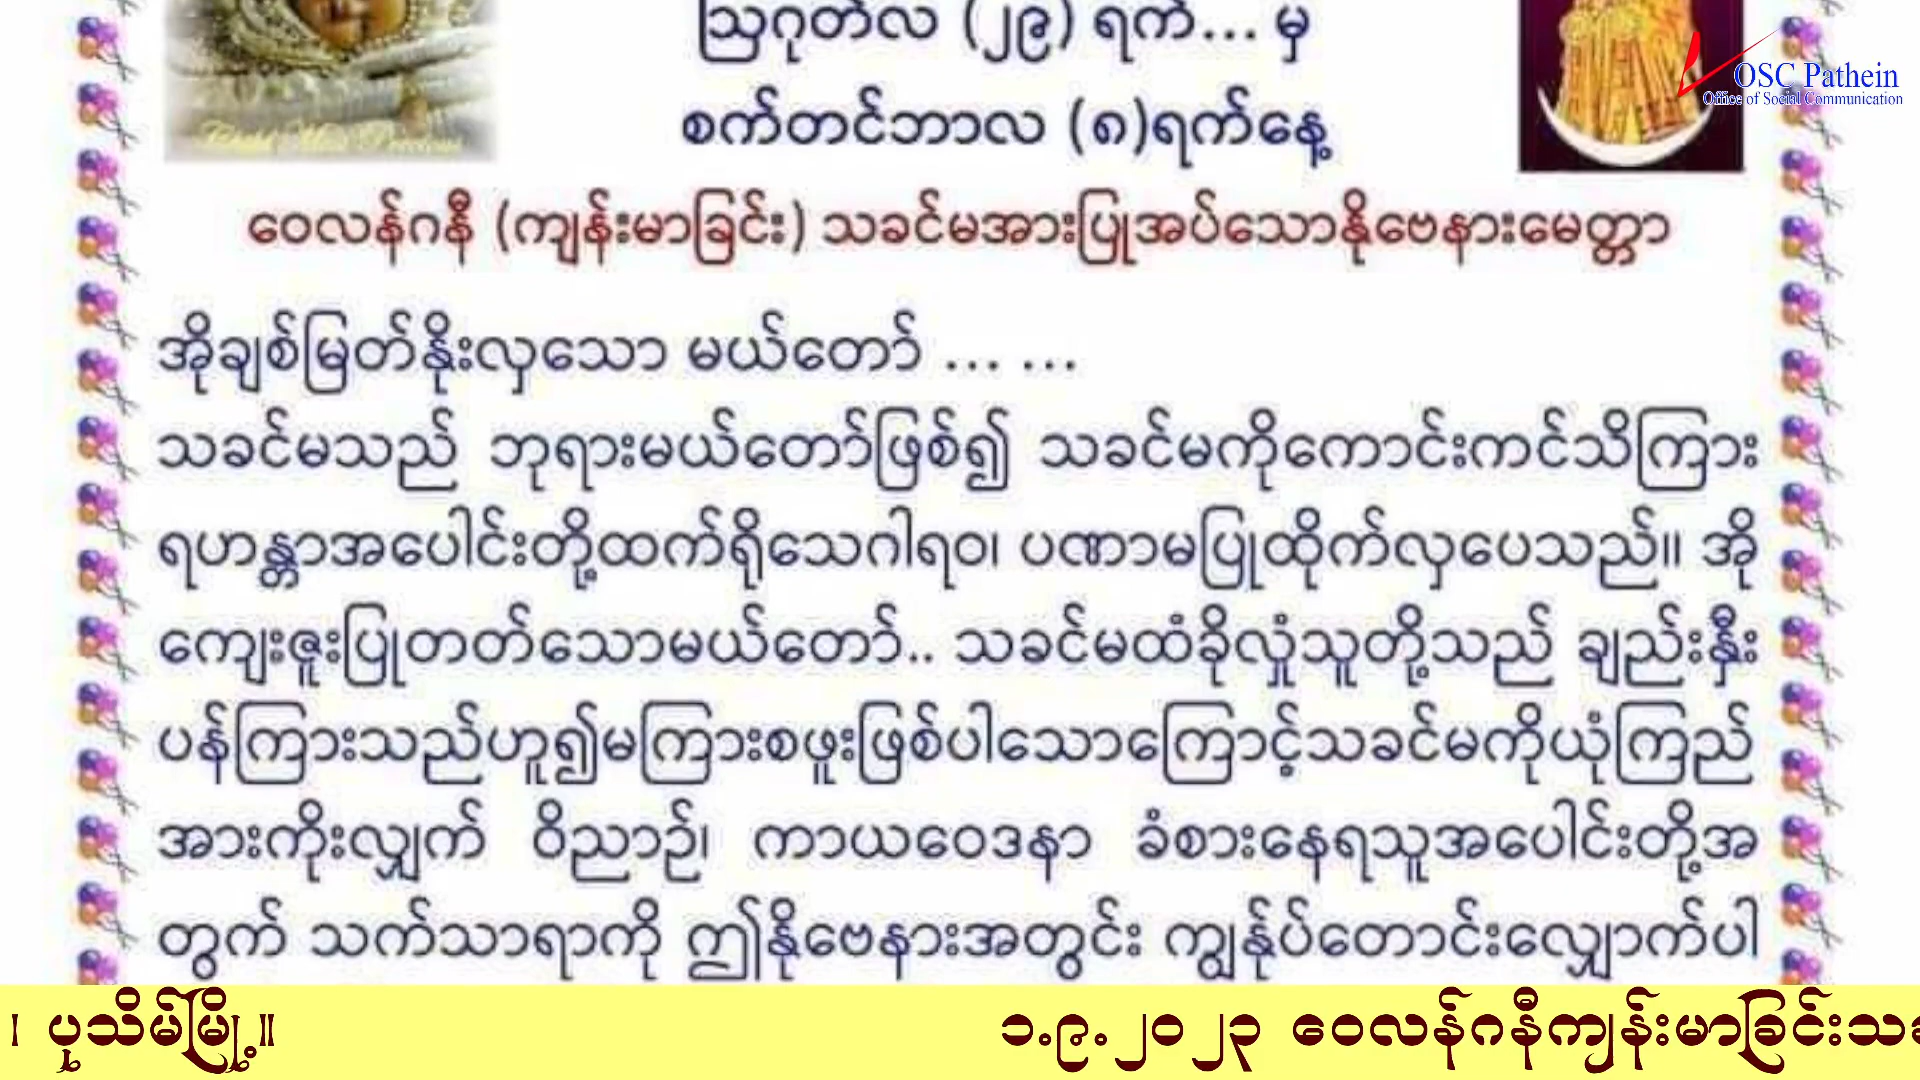 ဩဂုတ်လ (၂၉) ရက်... မှ
စက်တင်ဘာလ (၈)ရက်နေ့
OSC Pathein
Office of Social Communication
ဝေလန်ဂနီ (ကျန်းမာခြင်း) သခင်မအားပြုအပ်သောနိုဗေနားမေတ္တာ
အိုချစ်မြတ်နိုးလှသော မယ်တော် ... ...
သခင်မသည် ဘုရားမယ်တော်ဖြစ်၍ သခင်မကိုကောင်းကင်သိကြား
ရဟန္တာအပေါင်းတို့ထက်ရိုသေဂါရဝ၊ ပဏာမပြုထိုက်လှပေသည်။ အို
ကျေးဇူးပြုတတ်သောမယ်တော်.. သခင်မထံခိုလှုံသူတို့သည် ချည်းနှီး
ပန်ကြားသည်ဟူ၍မကြားစဖူးဖြစ်ပါသောကြောင့်သခင်မကိုယုံကြည်
အားကိုးလျှက် ဝိညာဉ်၊ ကာယဝေဒနာ ခံစားနေရသူအပေါင်းတို့အ
တွက် သက်သာရာကို ဤနိုဗေနားအတွင်း ကျွန်ုပ်တောင်းလျှောက်ပါ
၊ ပုသိမ်မြို့။ ၁.၉.၂၀၂၃ ဝေလန်ဂနီကျန်းမာခြင်းသခ